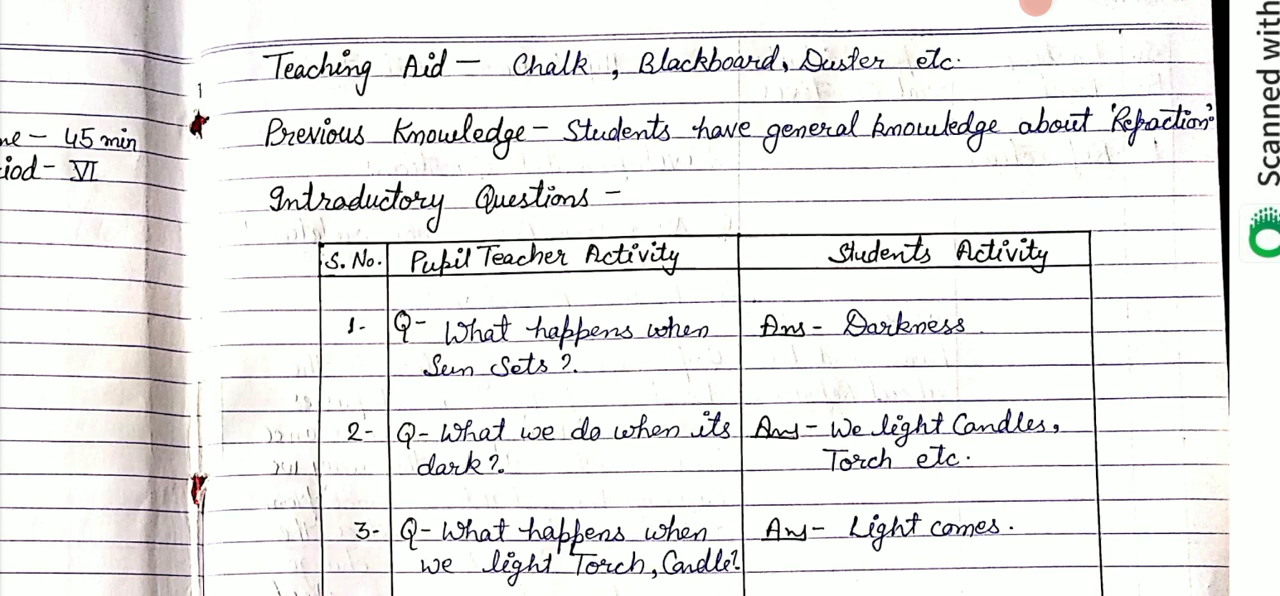 Teaching Aid - Chalk, Blackboard, Duster etc.
ne - 45 min
Previous Knowledge - Students have general knowledge about 'Refraction'
iod - VI
Introductory Questions -
S. No. Pupil Teacher Activity Students Activity
1- Q- What happens when Ans- Darkness
Sun Sets?
2- Q- What we do when its Ans- We light Candles,
dark? Torch etc.
3- Q- What happens when Ans- Light comes.
we light Torch, Candle?
Scanned with